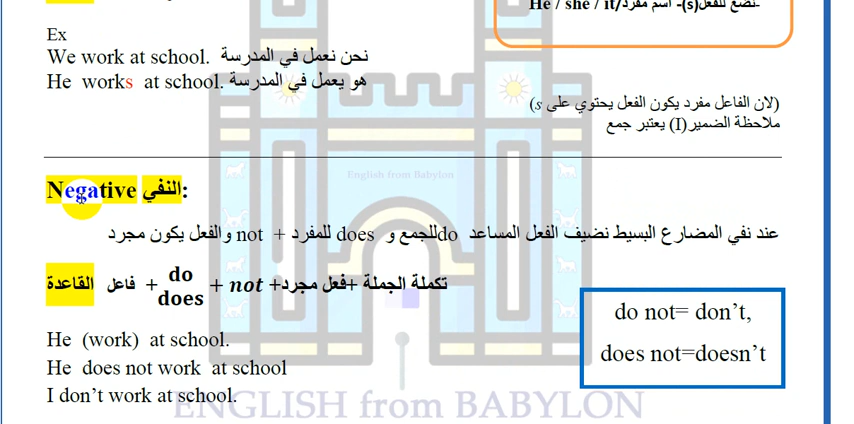 نضع للفعل(s)- اسم مفرد/He / she / it-
Ex
We work at school. نحن نعمل في المدرسة
He works at school. هو يعمل في المدرسة
(لان الفاعل مفرد يكون الفعل يحتوي على s)
ملاحظة الضمير(I) يعتبر جمع
English from Babylon
Negative النفي:
عند نفي المضارع البسيط نضيف الفعل المساعد doللجمع و does للمفرد + not والفعل يكون مجرد
القاعدة فاعل + do does + not +فعل مجرد+ تكملة الجملة
do not= don't,
does not=doesn't
He (work) at school.
He does not work at school
I don't work at school.
ENGLISH from BABYLON